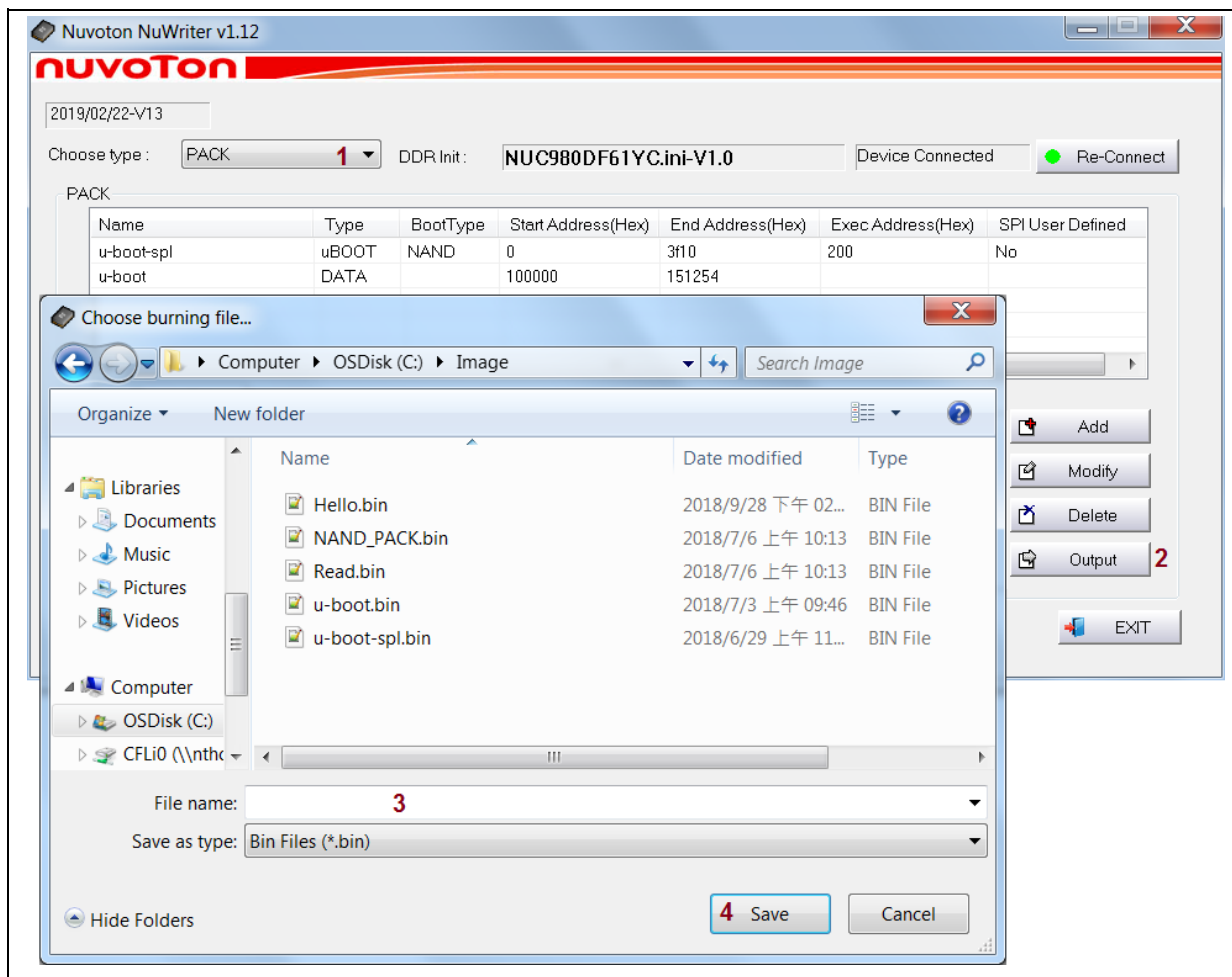 Nuvoton NuWriter v1.12
nuvoTon
2019/02/22-V13
Choose type : PACK 1 DDR Init : NUC980DF61YC.ini-V1.0 Device Connected Re-Connect
PACK
Name Type BootType Start Address(Hex) End Address(Hex) Exec Address(Hex) SPI User Defined
u-boot-spl uBOOT NAND 0 3f10 200 No
u-boot DATA 100000 151254
Choose burning file...
Computer OSDisk (C:) Image Search Image
Organize New folder
Name Date modified Type
Libraries
Documents
Music
Pictures
Videos
Computer
OSDisk (C:)
CFLi0 (\\nthc
Hello.bin 2018/9/28 下午 02... BIN File
NAND_PACK.bin 2018/7/6 上午 10:13 BIN File
Read.bin 2018/7/6 上午 10:13 BIN File
u-boot.bin 2018/7/3 上午 09:46 BIN File
u-boot-spl.bin 2018/6/29 上午 11... BIN File
File name: 3
Save as type: Bin Files (*.bin)
Hide Folders
4 Save Cancel
Add
Modify
Delete
Output 2
EXIT